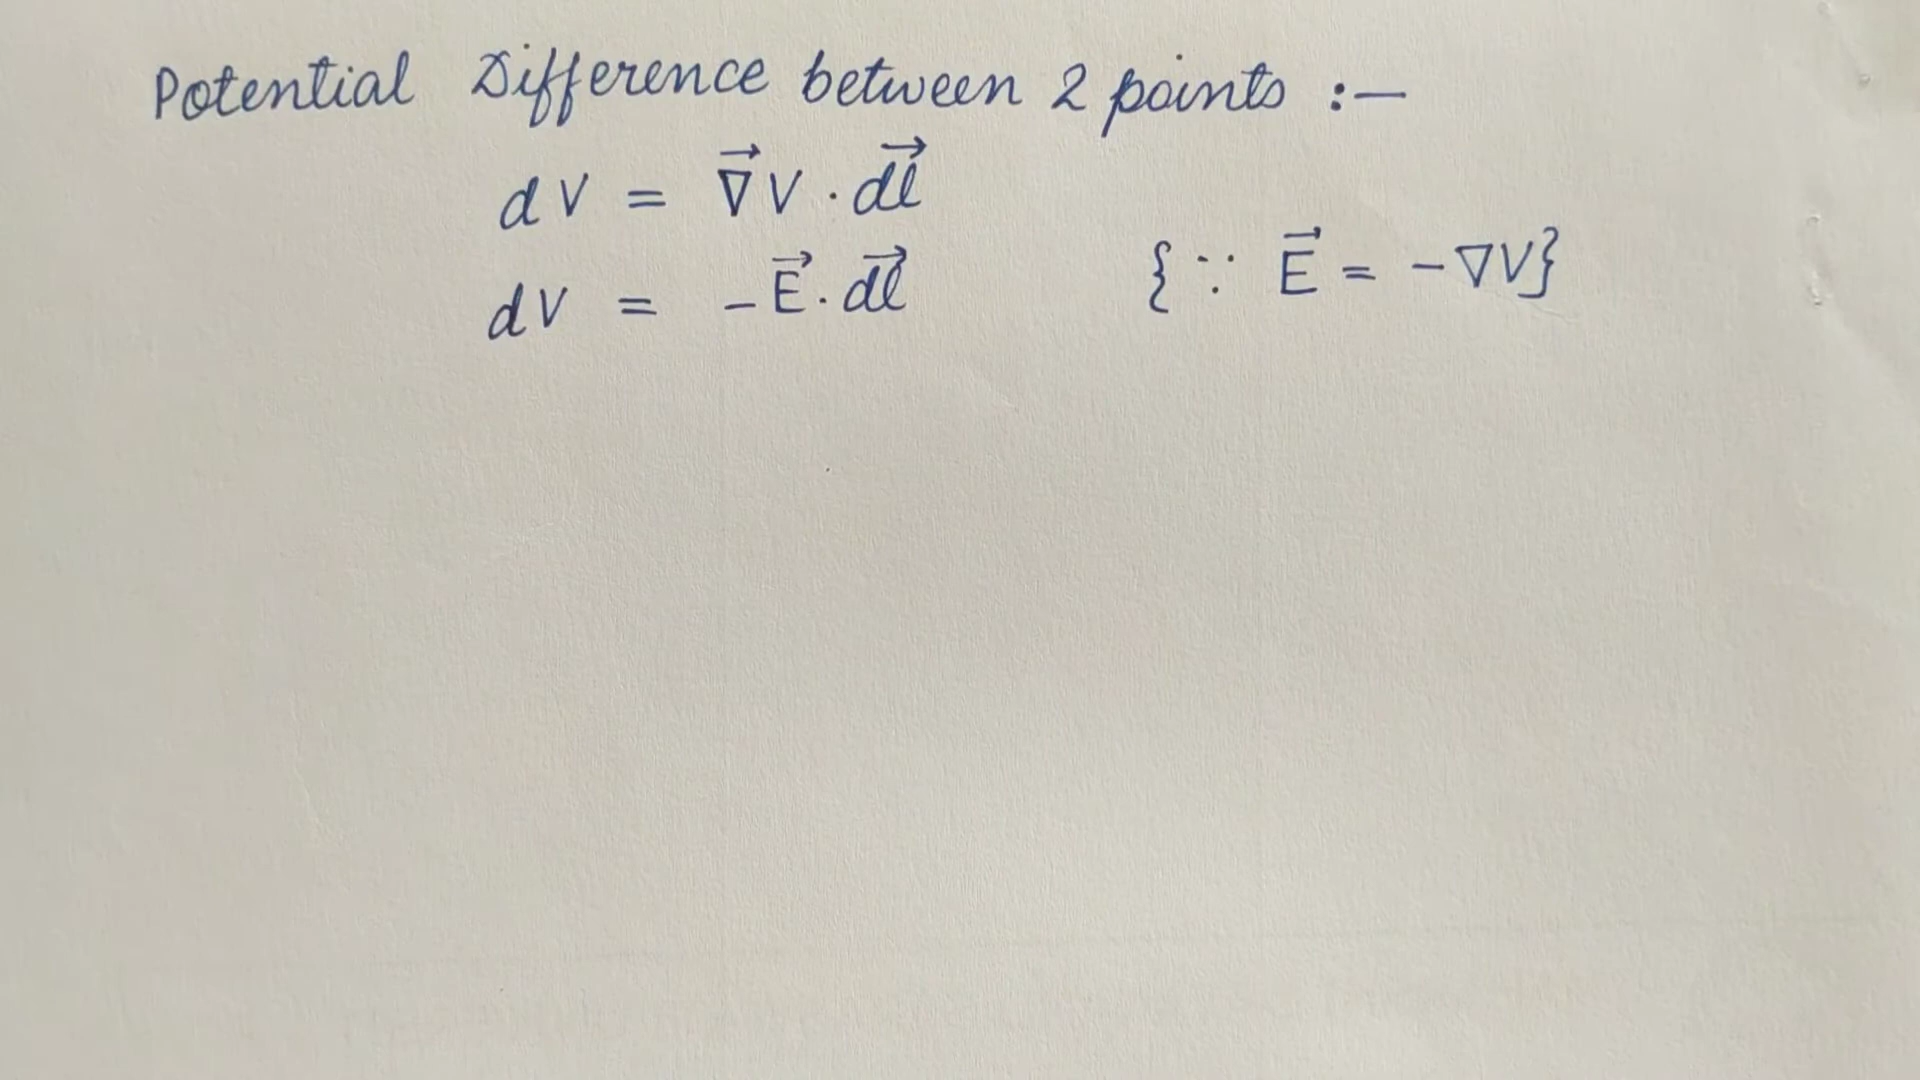 Potential Difference between 2 points :—
dV = ∇⃗V · dl⃗
dV = -E⃗ · dl⃗ {∵ E⃗ = -∇V}